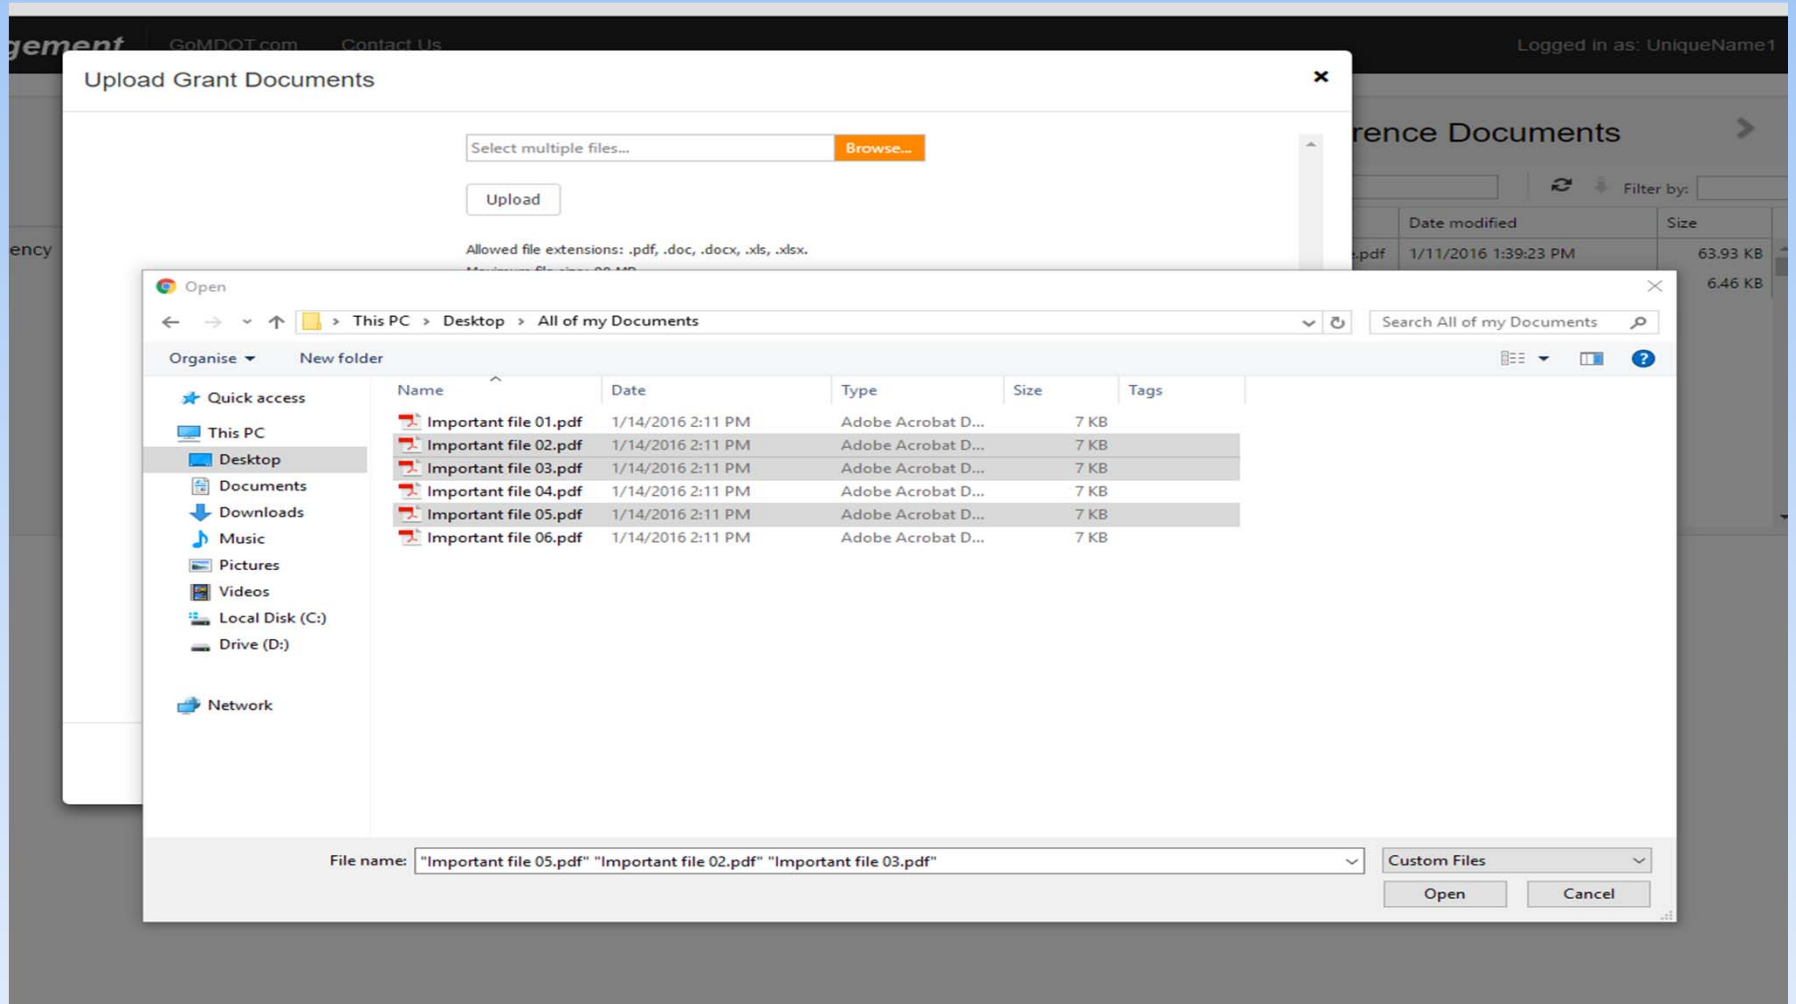 gement GoMDOT.com Contact Us Logged in as: UniqueName1
Upload Grant Documents
rence Documents
Select multiple files... Browse...
Filter by:
Upload
Date modified Size
ency
Allowed file extensions: .pdf, .doc, .docx, .xls, .xlsx.
.pdf 1/11/2016 1:39:23 PM 63.93 KB
6.46 KB
Open
This PC > Desktop > All of my Documents
Search All of my Documents
Organise New folder
Quick access
This PC
Desktop
Documents
Downloads
Music
Pictures
Videos
Local Disk (C:)
Drive (D:)
Network
Name Date Type Size Tags
Important file 01.pdf 1/14/2016 2:11 PM Adobe Acrobat D... 7 KB
Important file 02.pdf 1/14/2016 2:11 PM Adobe Acrobat D... 7 KB
Important file 03.pdf 1/14/2016 2:11 PM Adobe Acrobat D... 7 KB
Important file 04.pdf 1/14/2016 2:11 PM Adobe Acrobat D... 7 KB
Important file 05.pdf 1/14/2016 2:11 PM Adobe Acrobat D... 7 KB
Important file 06.pdf 1/14/2016 2:11 PM Adobe Acrobat D... 7 KB
File name: "Important file 05.pdf" "Important file 02.pdf" "Important file 03.pdf" Custom Files
Open Cancel